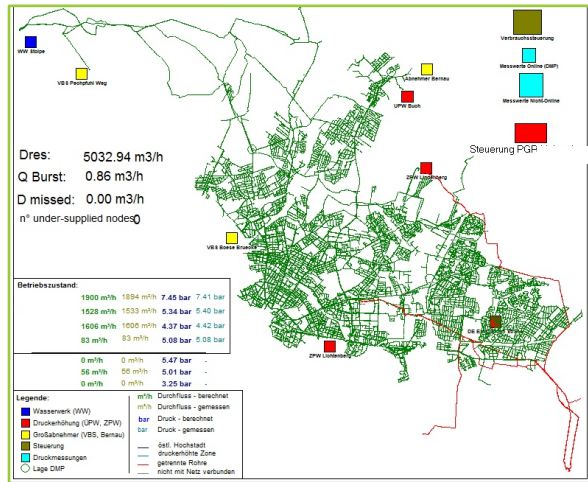 Verbrauchssteuerung
WW Stolpe
VBS Pechpfuhl Weg
Abnehmer Bernau
Messwerte Online (DMP)
ÜPW Buch
Messwerte Nicht-Online
Steuerung PGP
Dres: 5032.94 m3/h
Q Burst: 0.86 m3/h
D missed: 0.00 m3/h
n° under-supplied nodes0
ZPW Lindenberg
VBS Boese Bruecke
Betriebszustand:
1900 m³/h 1894 m³/h 7.45 bar 7.41 bar
1528 m³/h 1533 m³/h 5.34 bar 5.40 bar
1606 m³/h 1606 m³/h 4.37 bar 4.42 bar
83 m³/h 83 m³/h 5.08 bar 5.08 bar
0 m³/h 0 m³/h 5.47 bar -
56 m³/h 56 m³/h 5.01 bar -
0 m³/h 0 m³/h 3.25 bar -
ZPW Lichtenberg
Legende:
Wasserwerk (WW)
Druckerhöhung (ÜPW, ZPW)
Großabnehmer (VBS, Bernau)
Steuerung
Druckmessungen
Lage DMP
m³/h Durchfluss - berechnet
m³/h Durchfluss - gemessen
bar Druck - berechnet
bar Druck - gemessen
östl. Hochstadt
druckerhöhte Zone
getrennte Rohre
nicht mit Netz verbunden